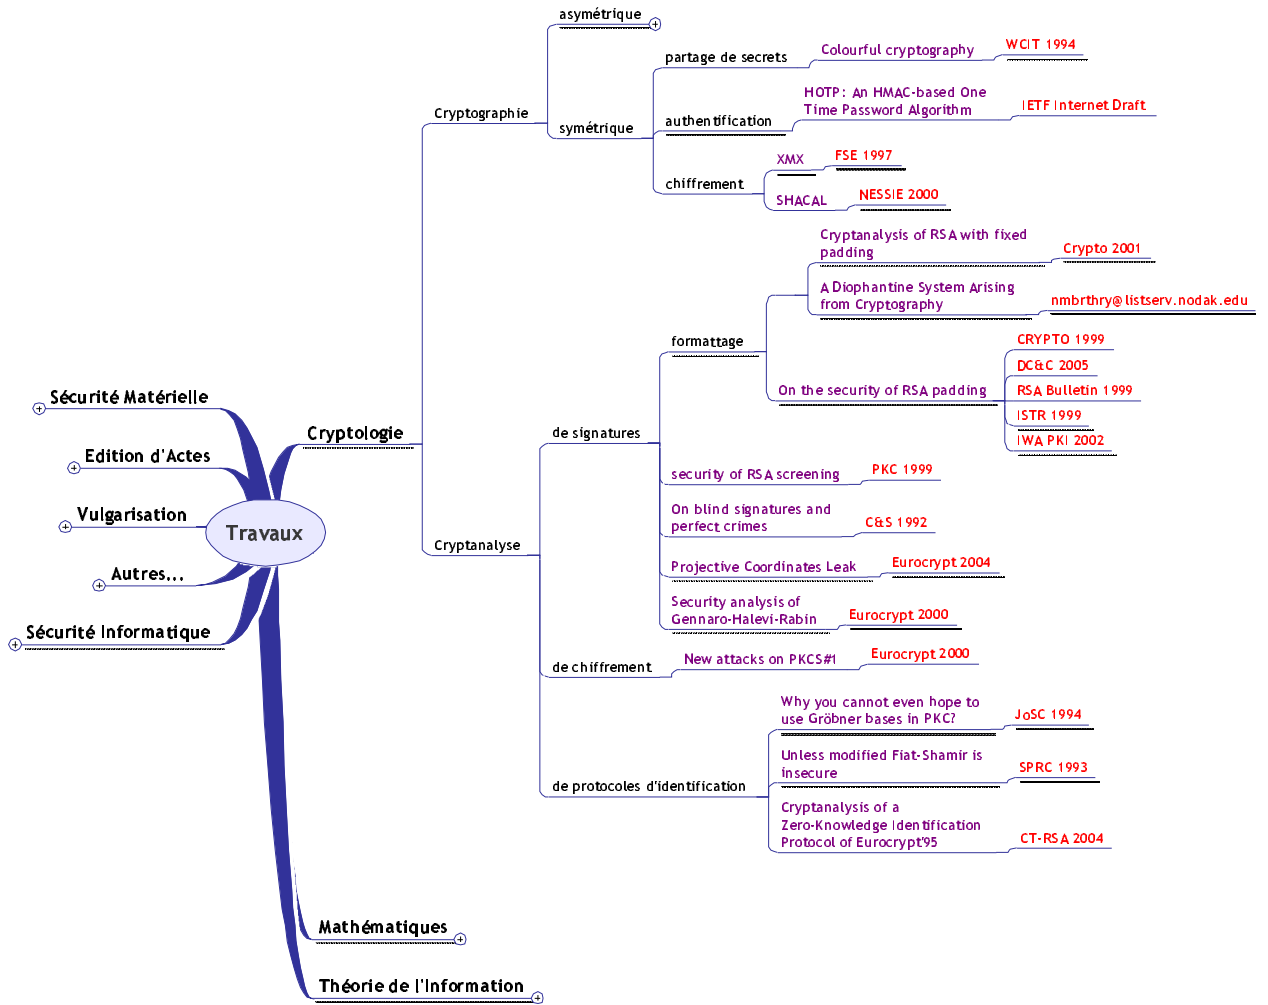 Travaux
Sécurité Matérielle
Edition d'Actes
Vulgarisation
Autres...
Sécurité Informatique
Cryptologie
Cryptographie
asymétrique
symétrique
partage de secrets
Colourful cryptography
WCIT 1994
authentification
HOTP: An HMAC-based One
Time Password Algorithm
IETF Internet Draft
chiffrement
XMX
FSE 1997
SHACAL
NESSIE 2000
Cryptanalyse
de signatures
formattage
Cryptanalysis of RSA with fixed
padding
Crypto 2001
A Diophantine System Arising
from Cryptography
nmbrthry@listserv.nodak.edu
On the security of RSA padding
CRYPTO 1999
DC&C 2005
RSA Bulletin 1999
ISTR 1999
IWA PKI 2002
security of RSA screening
PKC 1999
On blind signatures and
perfect crimes
C&S 1992
Projective Coordinates Leak
Eurocrypt 2004
Security analysis of
Gennaro-Halevi-Rabin
Eurocrypt 2000
de chiffrement
New attacks on PKCS#1
Eurocrypt 2000
de protocoles d'identification
Why you cannot even hope to
use Gröbner bases in PKC?
JoSC 1994
Unless modified Fiat-Shamir is
insecure
SPRC 1993
Cryptanalysis of a
Zero-Knowledge Identification
Protocol of Eurocrypt'95
CT-RSA 2004
Mathématiques
Théorie de l'Information